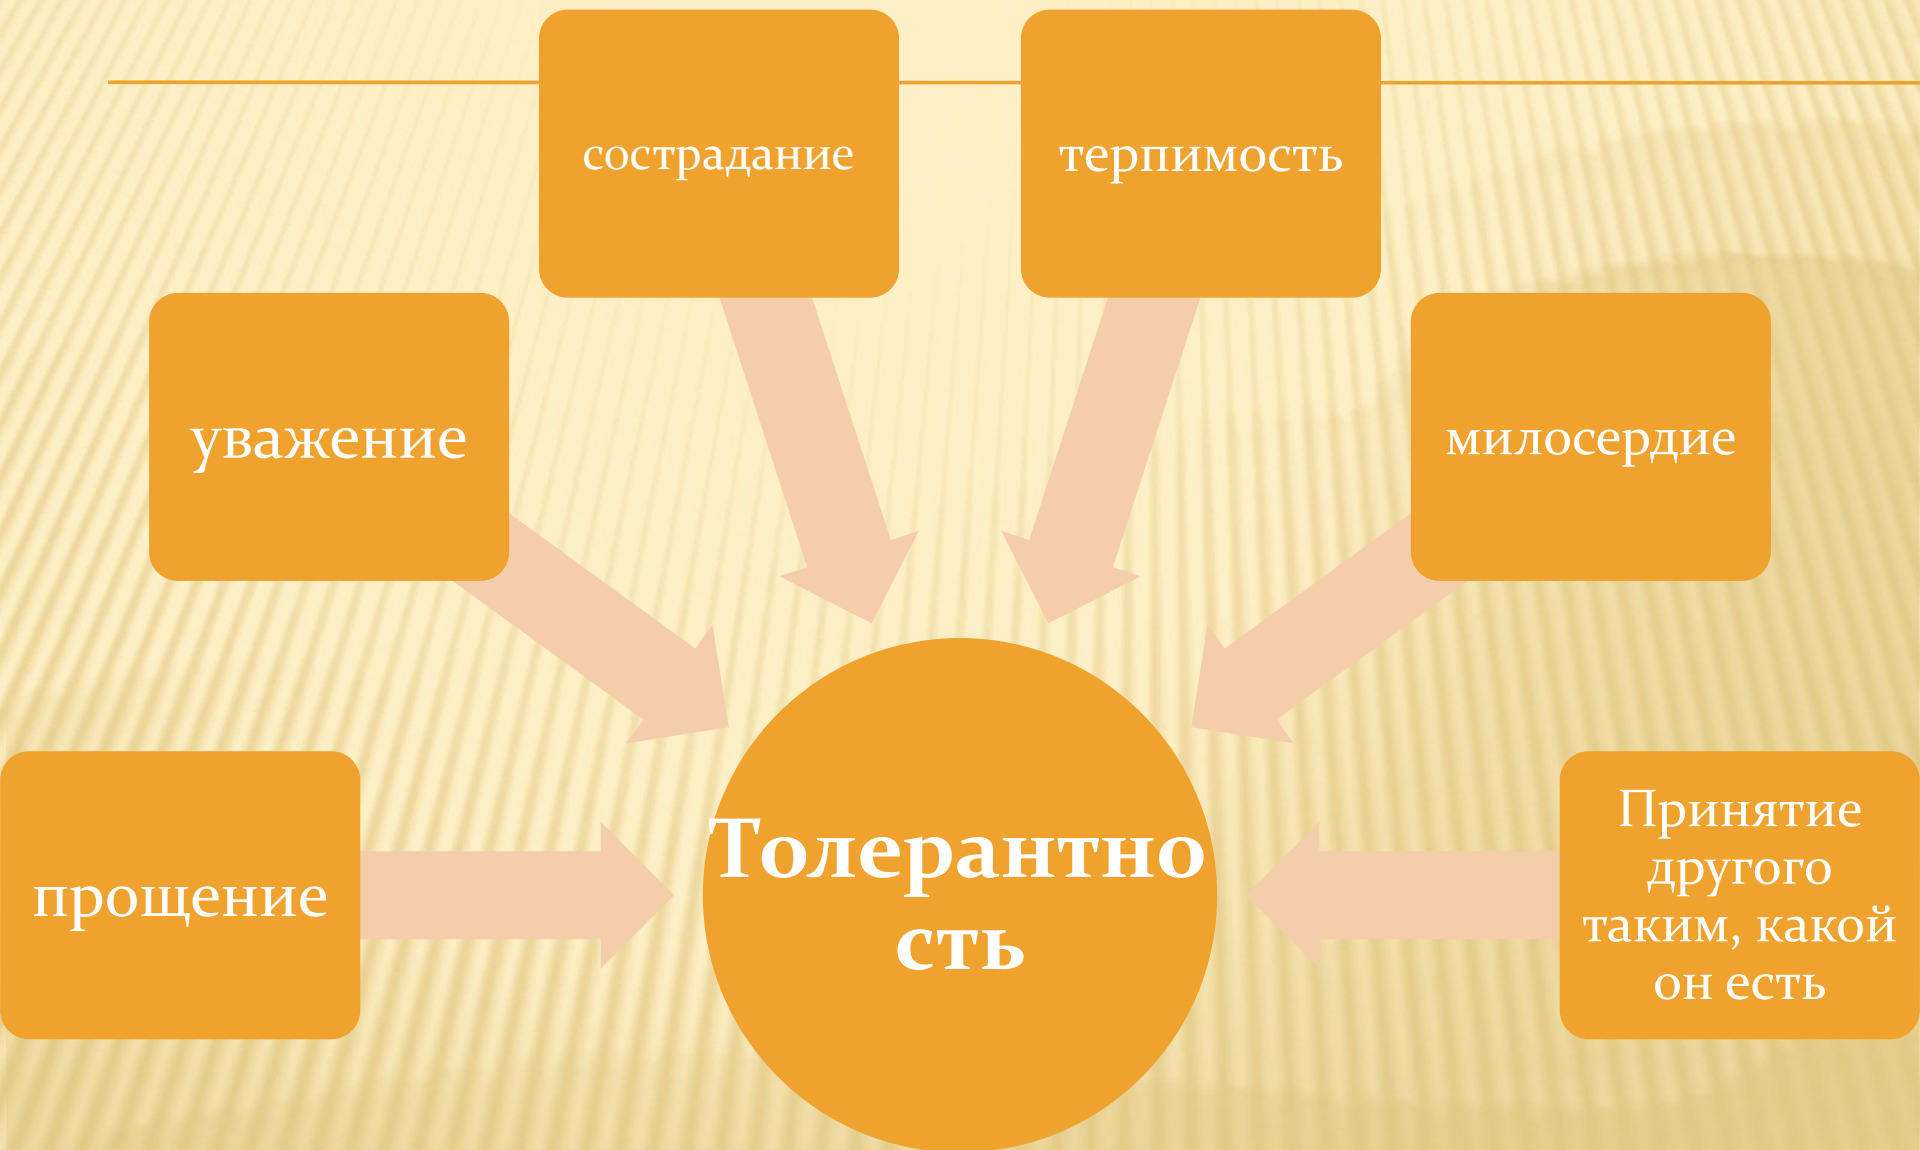 сострадание
терпимость
уважение
милосердие
прощение
Толерантно
сть
Принятие
другого
таким, какой
он есть